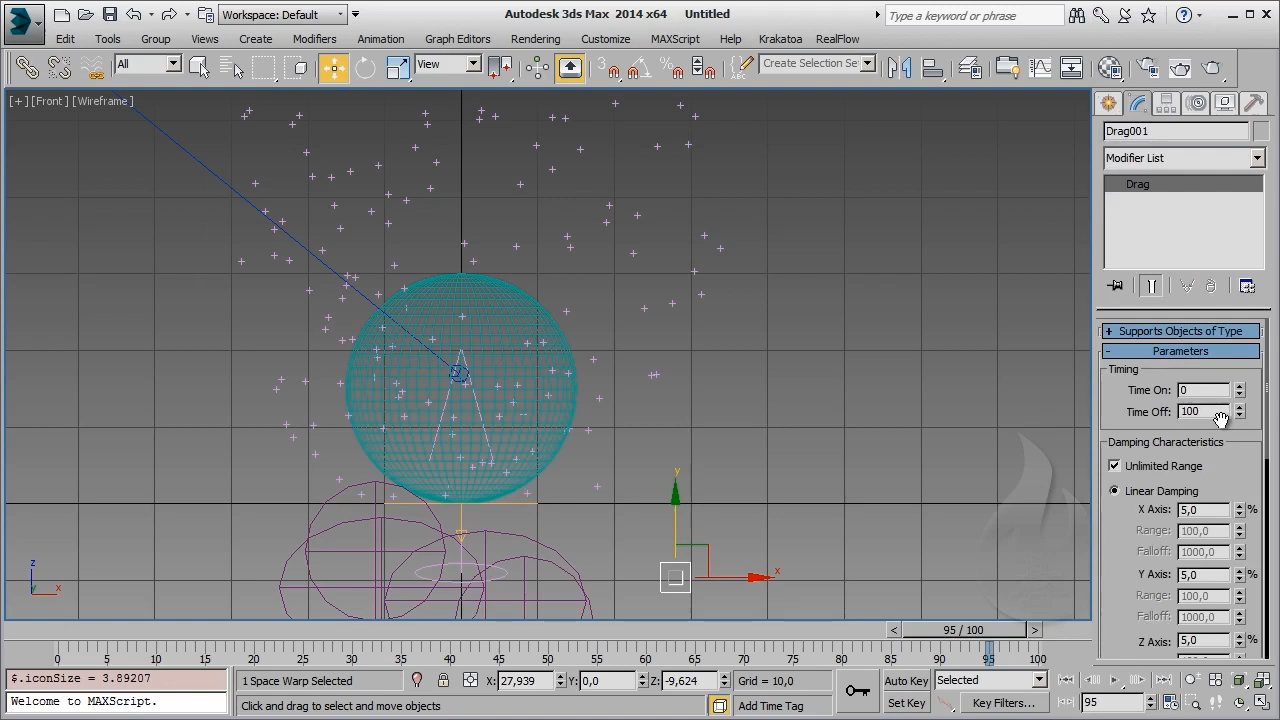 Workspace: Default
Autodesk 3ds Max 2014 x64 Untitled
Type a keyword or phrase
Edit Tools Group Views Create Modifiers Animation Graph Editors Rendering Customize MAXScript Help Krakatoa RealFlow
All
View
3
Create Selection Se
[+] [Front] [Wireframe]
Drag001
Modifier List
Drag
+ Supports Objects of Type
- Parameters
Timing
Time On: 0
Time Off: 100
Damping Characteristics
Unlimited Range
Linear Damping
X Axis: 5,0 %
Range: 100,0
Falloff: 1000,0
Y Axis: 5,0 %
Range: 100,0
Falloff: 1000,0
Z Axis: 5,0 %
y
x
z
x
y
< 95 / 100 >
0 5 10 15 20 25 30 35 40 45 50 55 60 65 70 75 80 85 90 95 100
$.iconSize = 3.89207
Welcome to MAXScript.
1 Space Warp Selected
X: 27,939 Y: 0,0 Z: -9,624
Grid = 10,0
Click and drag to select and move objects
Add Time Tag
Auto Key Selected
Set Key Key Filters...
95